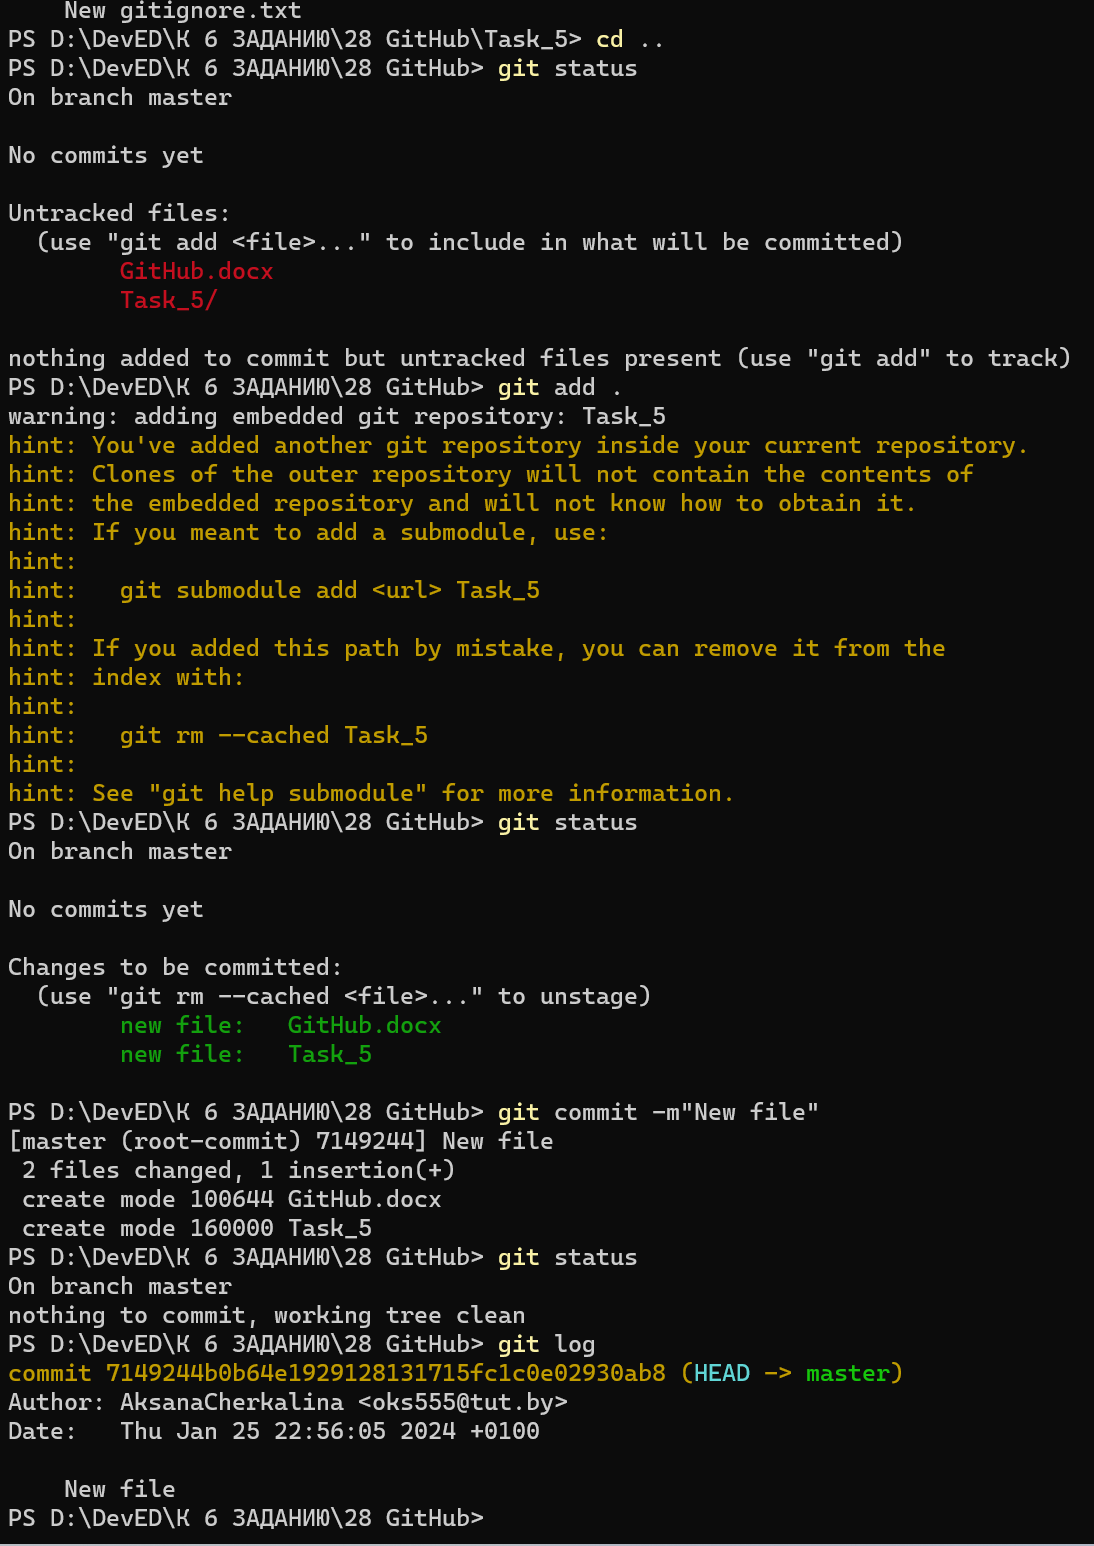 New gitignore.txt
PS D:\DevED\К 6 ЗАДАНИЮ\28 GitHub\Task_5> cd ..
PS D:\DevED\К 6 ЗАДАНИЮ\28 GitHub> git status
On branch master
No commits yet
Untracked files:
(use "git add <file>..." to include in what will be committed)
GitHub.docx
Task_5/
nothing added to commit but untracked files present (use "git add" to track)
PS D:\DevED\К 6 ЗАДАНИЮ\28 GitHub> git add .
warning: adding embedded git repository: Task_5
hint: You've added another git repository inside your current repository.
hint: Clones of the outer repository will not contain the contents of
hint: the embedded repository and will not know how to obtain it.
hint: If you meant to add a submodule, use:
hint:
hint:   git submodule add <url> Task_5
hint:
hint: If you added this path by mistake, you can remove it from the
hint: index with:
hint:
hint:   git rm --cached Task_5
hint:
hint: See "git help submodule" for more information.
PS D:\DevED\К 6 ЗАДАНИЮ\28 GitHub> git status
On branch master
No commits yet
Changes to be committed:
(use "git rm --cached <file>..." to unstage)
new file:   GitHub.docx
new file:   Task_5
PS D:\DevED\К 6 ЗАДАНИЮ\28 GitHub> git commit -m"New file"
[master (root-commit) 7149244] New file
2 files changed, 1 insertion(+)
create mode 100644 GitHub.docx
create mode 160000 Task_5
PS D:\DevED\К 6 ЗАДАНИЮ\28 GitHub> git status
On branch master
nothing to commit, working tree clean
PS D:\DevED\К 6 ЗАДАНИЮ\28 GitHub> git log
commit 7149244b0b64e1929128131715fc1c0e02930ab8 (HEAD -> master)
Author: AksanaCherkalina <oks555@tut.by>
Date:   Thu Jan 25 22:56:05 2024 +0100
New file
PS D:\DevED\К 6 ЗАДАНИЮ\28 GitHub>